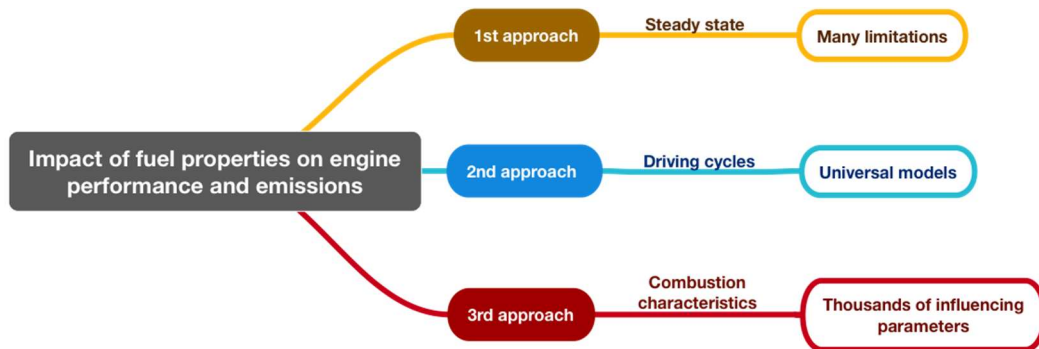 1st approach
Steady state
Many limitations
Impact of fuel properties on engine
performance and emissions
2nd approach
Driving cycles
Universal models
3rd approach
Combustion
characteristics
Thousands of influencing
parameters